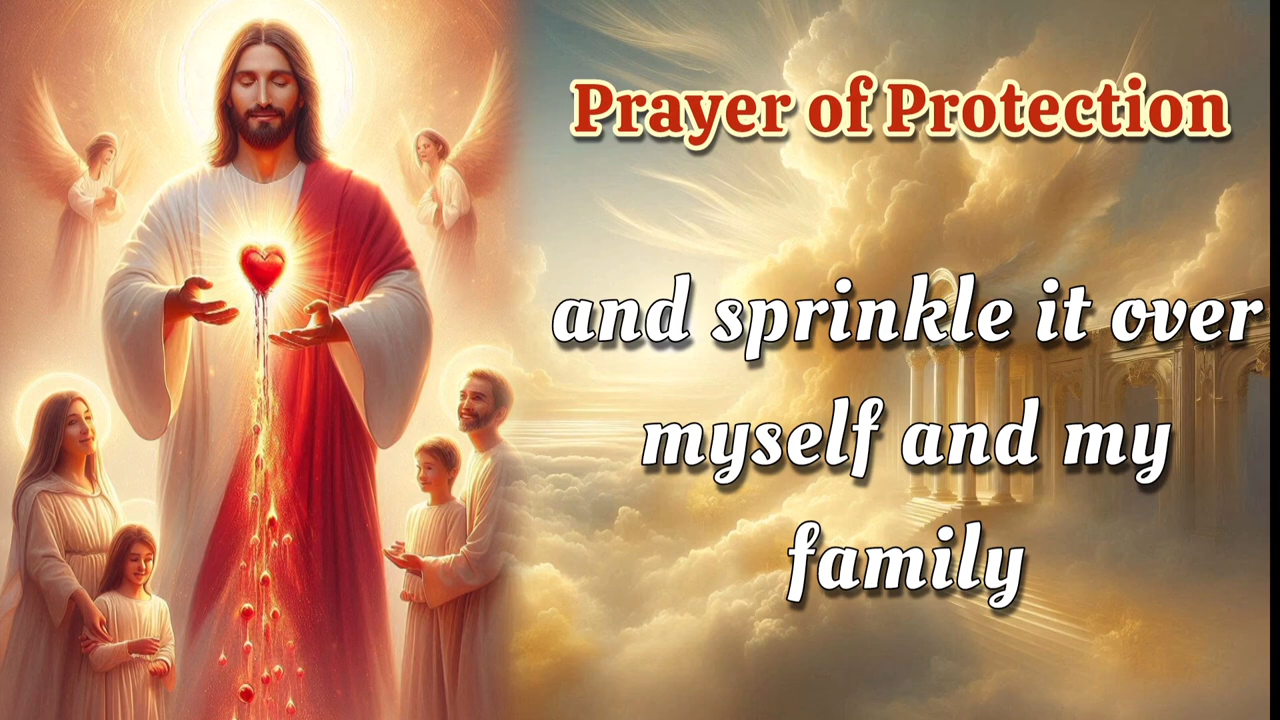 Prayer of Protection
and sprinkle it over
myself and my
family